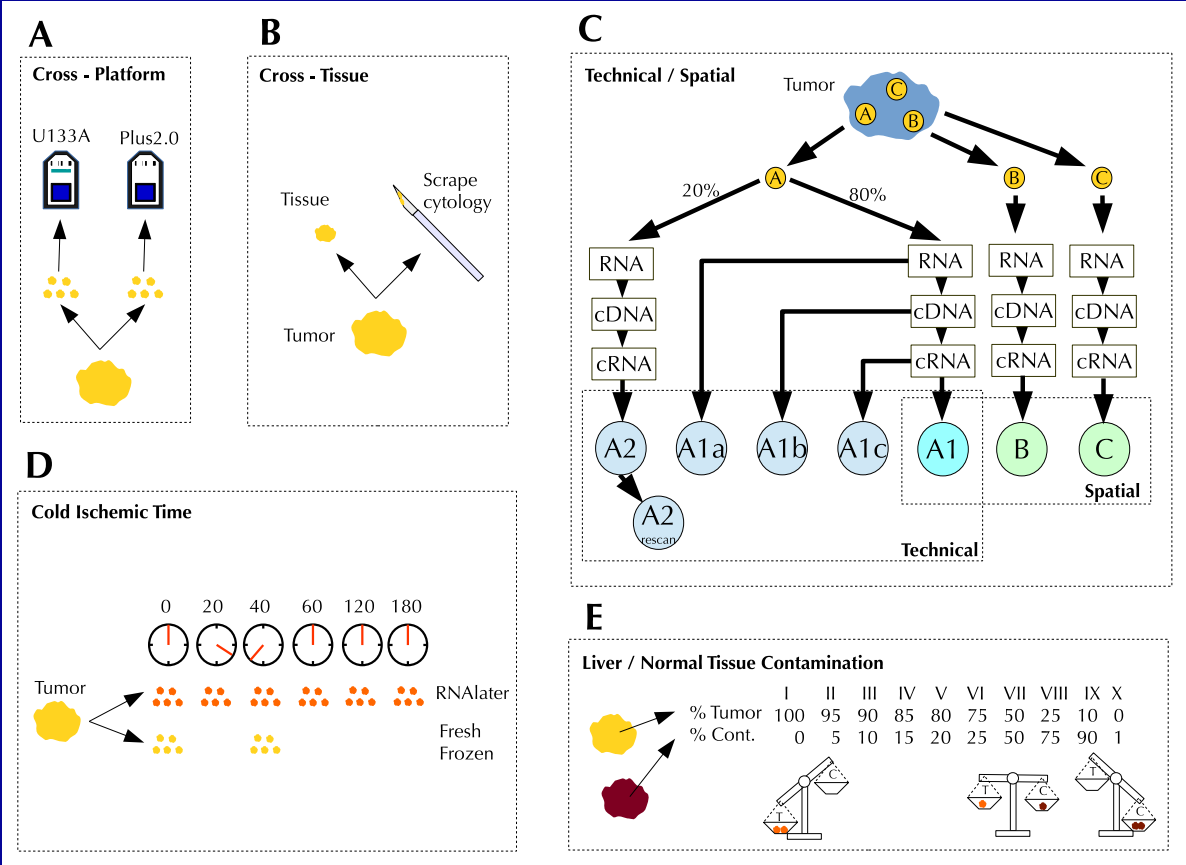 A
Cross - Platform
U133A Plus2.0
B
Cross - Tissue
Tissue
Scrape
cytology
Tumor
C
Technical / Spatial
Tumor
C
A
B
A
B
C
20%
80%
RNA
RNA
RNA
RNA
cDNA
cDNA
cDNA
cDNA
cRNA
cRNA
cRNA
cRNA
A2
A1a
A1b
A1c
A1
B
C
Spatial
A2
rescan
Technical
D
Cold Ischemic Time
0 20 40 60 120 180
Tumor
RNAlater
Fresh
Frozen
E
Liver / Normal Tissue Contamination
I II III IV V VI VII VIII IX X
% Tumor 100 95 90 85 80 75 50 25 10 0
% Cont. 0 5 10 15 20 25 50 75 90 1
C
T
T
C
T
C